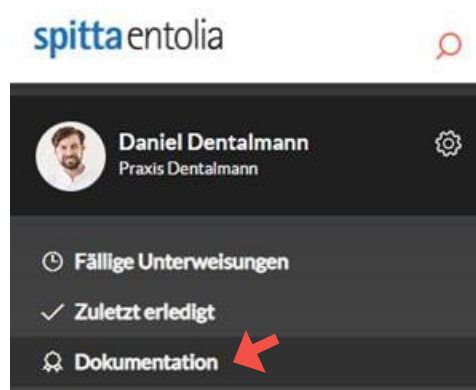 spitta entolia
Daniel Dentalmann
Praxis Dentalmann
Fällige Unterweisungen
Zuletzt erledigt
Dokumentation